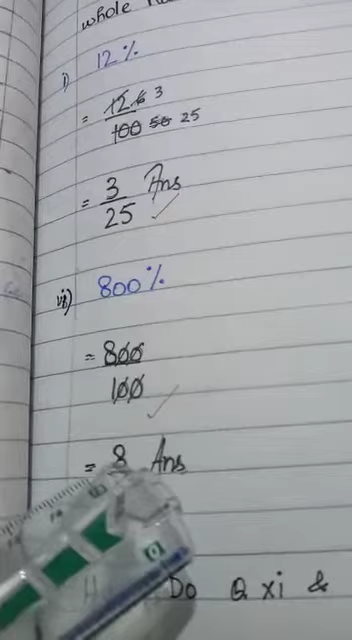 whole
i) 12%
= 12 6 3
100 50 25
= 3 Ans
25
vii) 800%
= 800
100
= 8 Ans
Do Q xi &